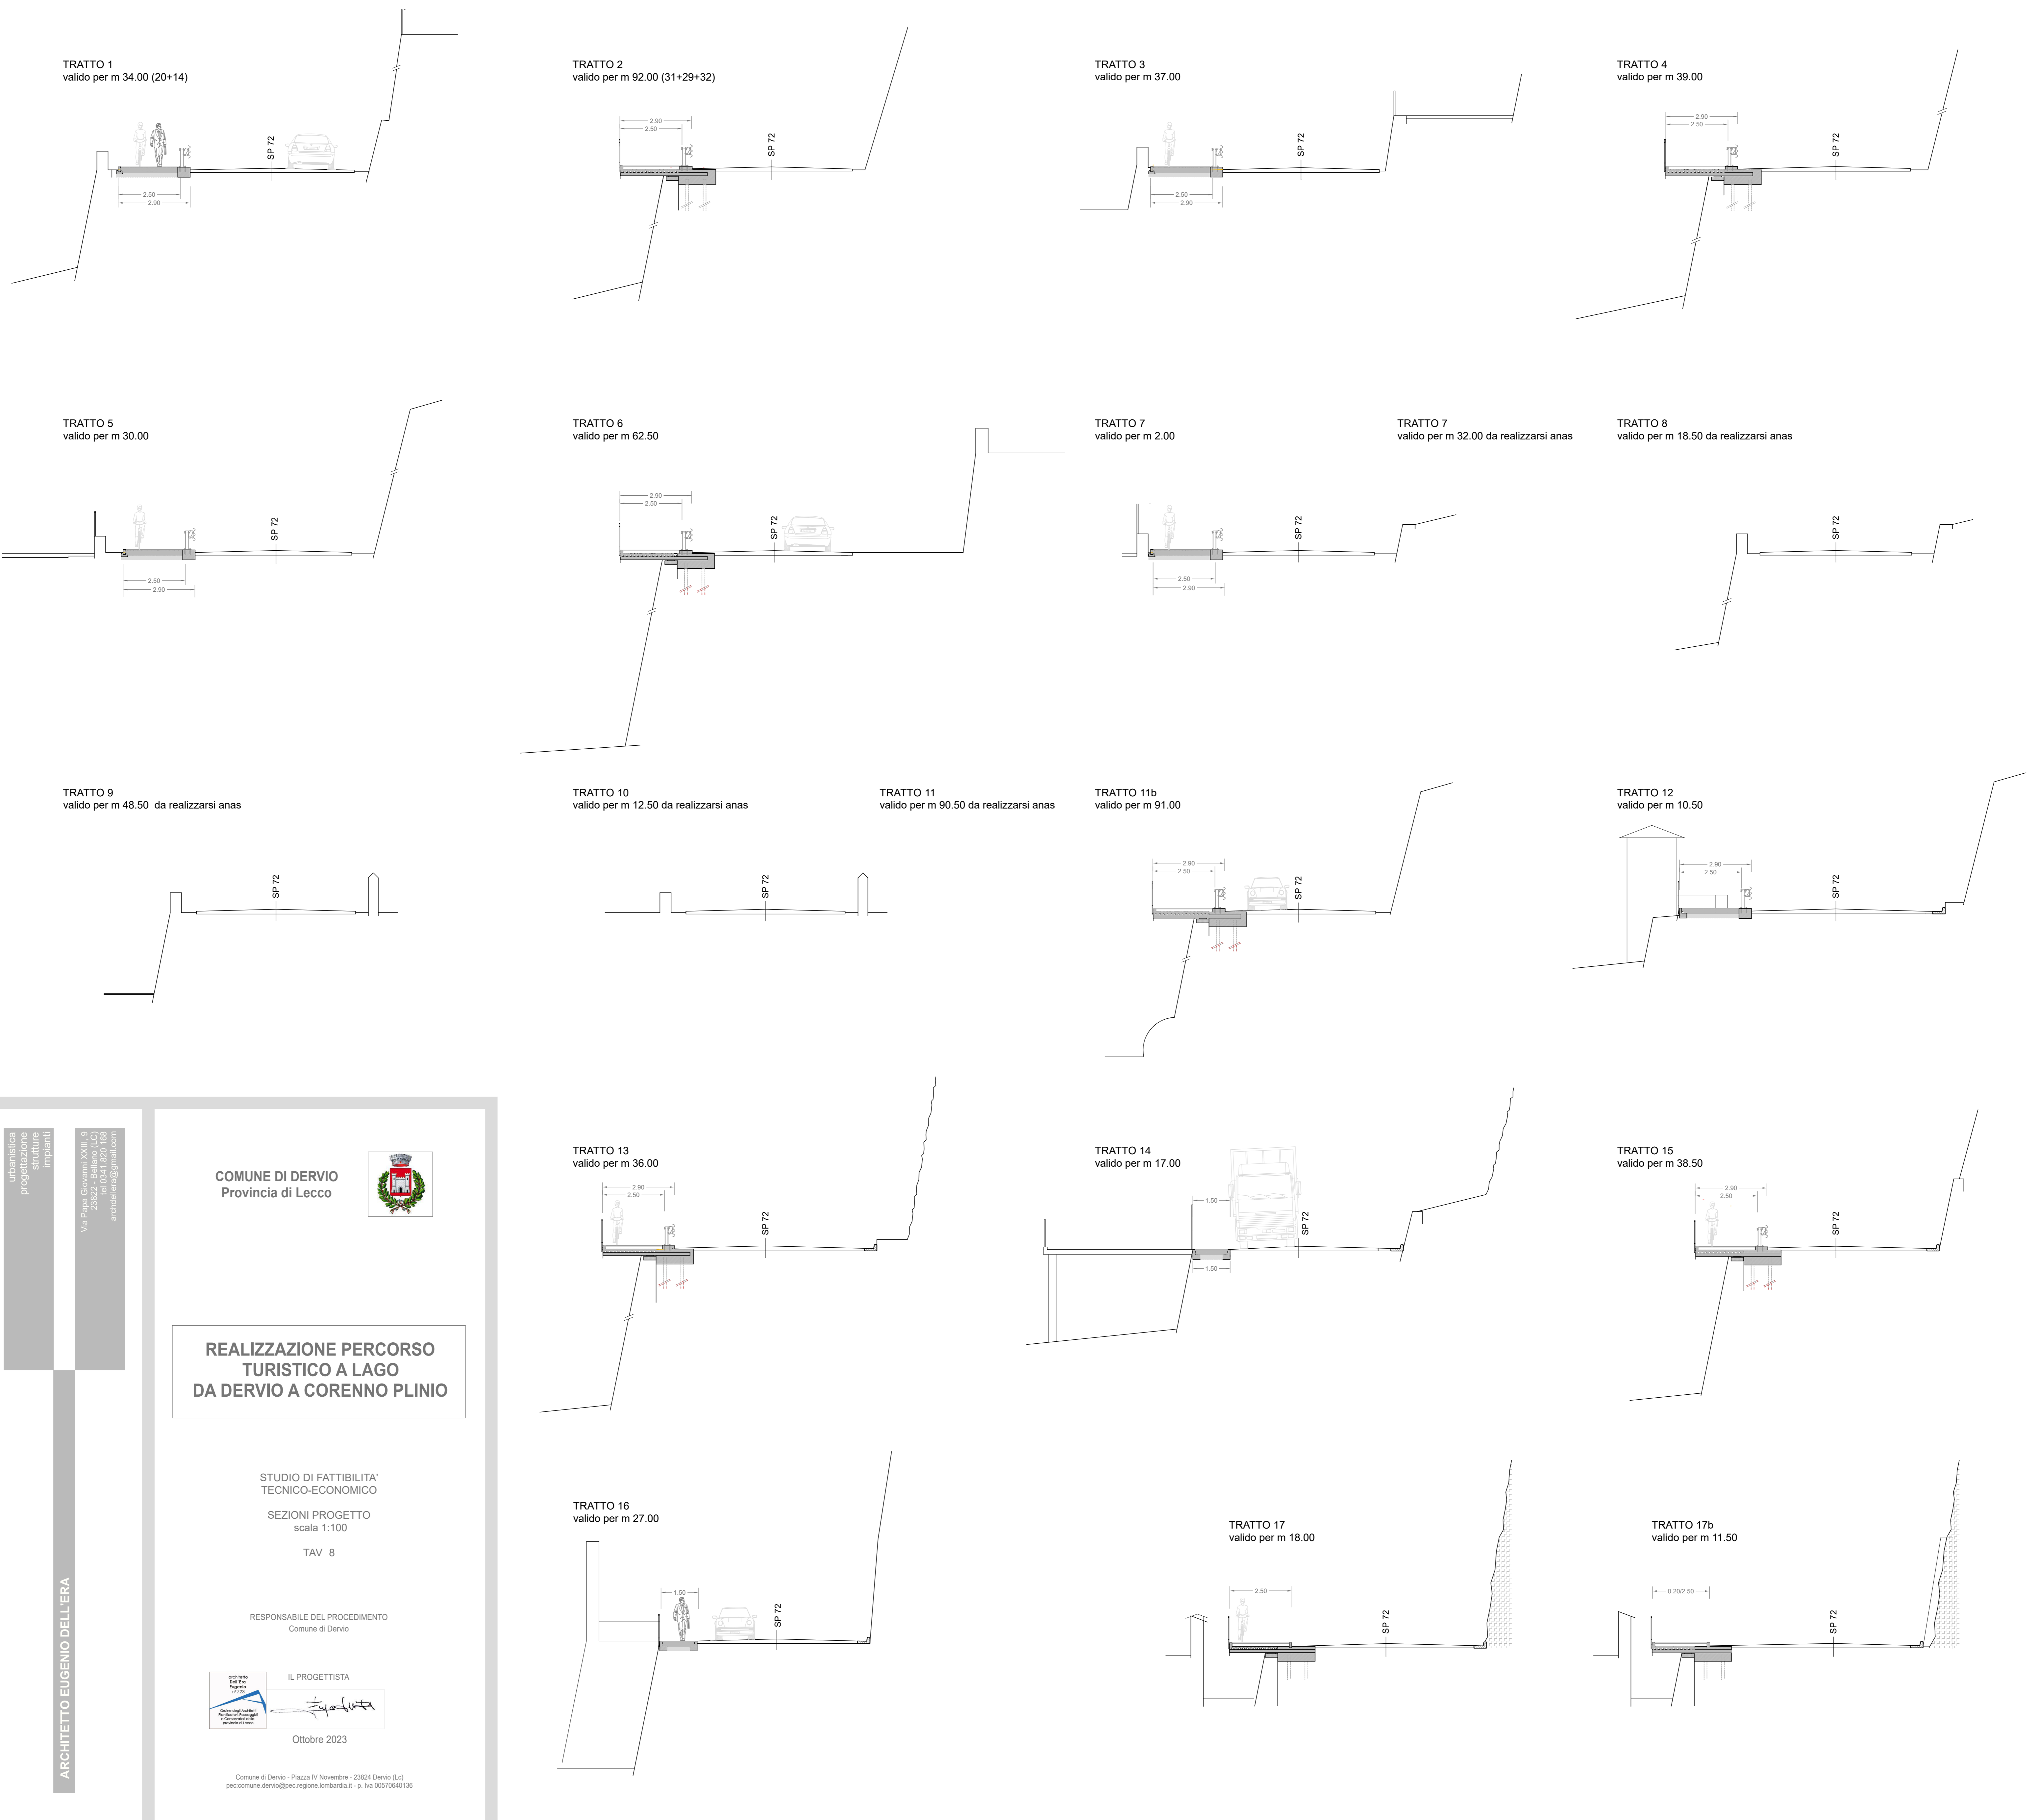 TRATTO 1
valido per m 34.00 (20+14)
SP 72
2.50
2.90
TRATTO 2
valido per m 92.00 (31+29+32)
2.90
2.50
SP 72
TRATTO 3
valido per m 37.00
SP 72
2.50
2.90
TRATTO 4
valido per m 39.00
2.90
2.50
SP 72
TRATTO 5
valido per m 30.00
SP 72
2.50
2.90
TRATTO 6
valido per m 62.50
2.90
2.50
SP 72
TRATTO 7
valido per m 2.00
SP 72
2.50
2.90
TRATTO 7
valido per m 32.00 da realizzarsi anas
TRATTO 8
valido per m 18.50 da realizzarsi anas
SP 72
TRATTO 9
valido per m 48.50 da realizzarsi anas
SP 72
TRATTO 10
valido per m 12.50 da realizzarsi anas
SP 72
TRATTO 11
valido per m 90.50 da realizzarsi anas
TRATTO 11b
valido per m 91.00
2.90
2.50
SP 72
TRATTO 12
valido per m 10.50
2.90
2.50
SP 72
TRATTO 13
valido per m 36.00
2.90
2.50
SP 72
TRATTO 14
valido per m 17.00
1.50
SP 72
1.50
TRATTO 15
valido per m 38.50
2.90
2.50
SP 72
TRATTO 16
valido per m 27.00
1.50
SP 72
TRATTO 17
valido per m 18.00
2.50
SP 72
TRATTO 17b
valido per m 11.50
0.20/2.50
SP 72
urbanistica
progettazione
strutture
impianti
Via Papa Giovanni XXIII, 9
23822 - Bellano (LC)
tel 0341.820 168
archdellera@gmail.com
ARCHITETTO EUGENIO DELL'ERA
COMUNE DI DERVIO
Provincia di Lecco
REALIZZAZIONE PERCORSO
TURISTICO A LAGO
DA DERVIO A CORENNO PLINIO
STUDIO DI FATTIBILITA'
TECNICO-ECONOMICO
SEZIONI PROGETTO
scala 1:100
TAV 8
RESPONSABILE DEL PROCEDIMENTO
Comune di Dervio
IL PROGETTISTA
architetto
Dell'Era
Eugenio
n°725
Ordine degli Architetti
Pianificatori, Paesaggisti
e Conservatori della
provincia di Lecco
Ottobre 2023
Comune di Dervio - Piazza IV Novembre - 23824 Dervio (Lc)
pec:comune.dervio@pec.regione.lombardia.it - p. Iva 00570640136